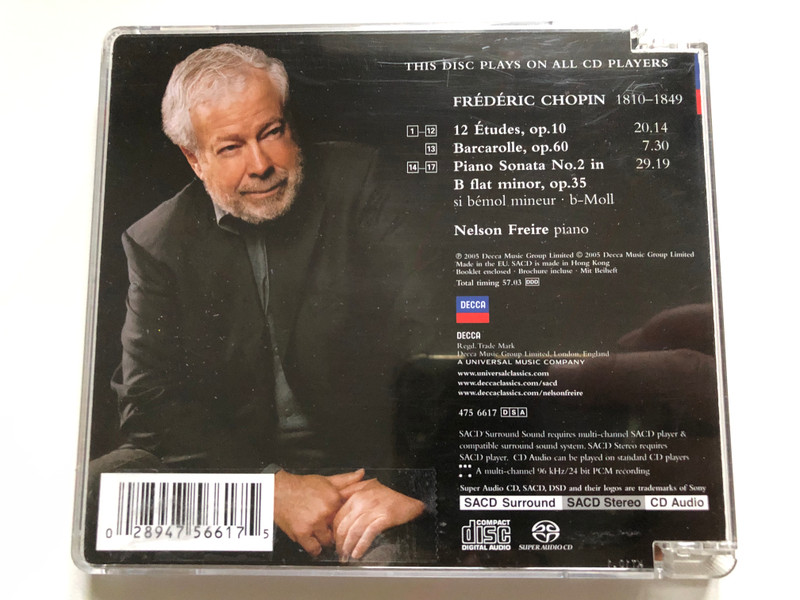 THIS DISC PLAYS ON ALL CD PLAYERS
FRÉDÉRIC CHOPIN 1810–1849
1–12 12 Études, op.10 20.14
13 Barcarolle, op.60 7.30
14–17 Piano Sonata No.2 in 29.19
B flat minor, op.35
si bémol mineur · b-Moll
Nelson Freire piano
℗ 2005 Decca Music Group Limited © 2005 Decca Music Group Limited
Made in the EU. SACD is made in Hong Kong
Booklet enclosed · Brochure incluse · Mit Beiheft
Total timing 57.03 DDD
DECCA
DECCA
Regd. Trade Mark
Decca Music Group Limited, London, England
A UNIVERSAL MUSIC COMPANY
www.universalclassics.com
www.deccaclassics.com/sacd
www.deccaclassics.com/nelsonfreire
475 6617 DSA
SACD Surround Sound requires multi-channel SACD player &
compatible surround sound system. SACD Stereo requires
SACD player. CD Audio can be played on standard CD players
A multi-channel 96 kHz/24 bit PCM recording
Super Audio CD, SACD, DSD and their logos are trademarks of Sony
SACD Surround SACD Stereo CD Audio
COMPACT disc DIGITAL AUDIO
SUPER AUDIO CD
0 28947 56617 5